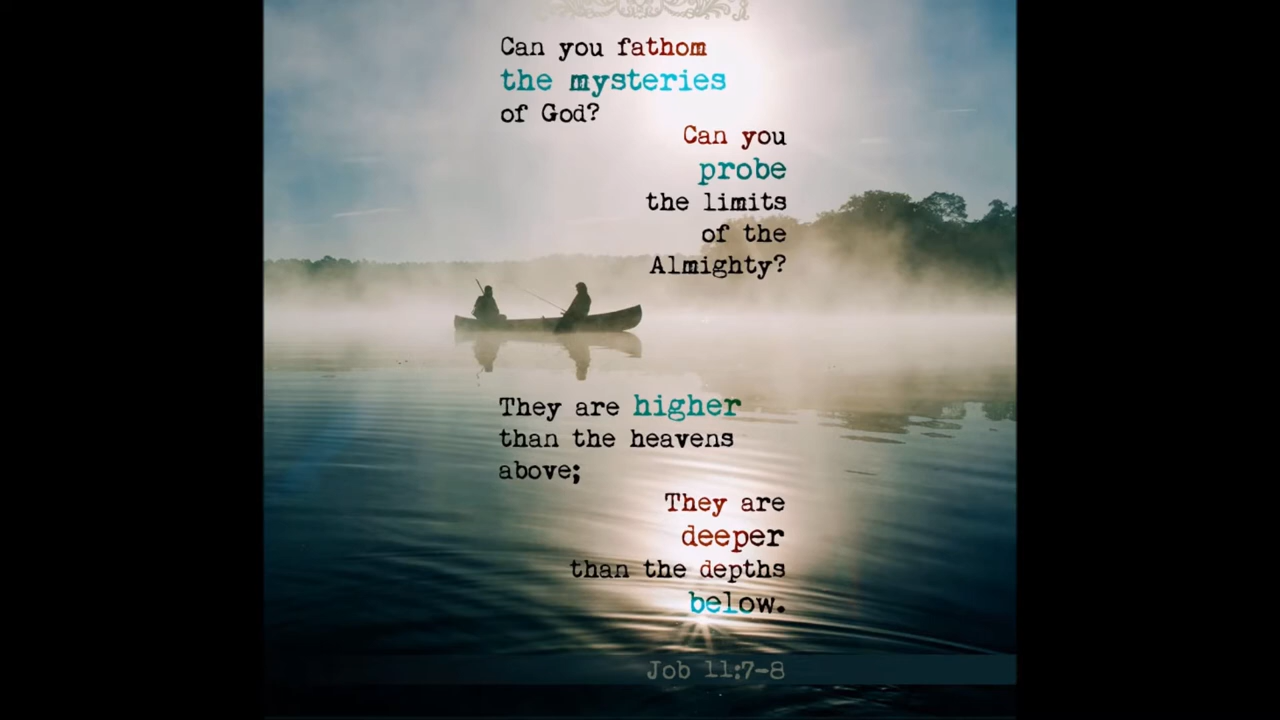 Can you fathom
the mysteries
of God?
Can you
probe
the limits
of the
Almighty?
They are higher
than the heavens
above;
They are
deeper
than the depths
below.
Job 11:7-8